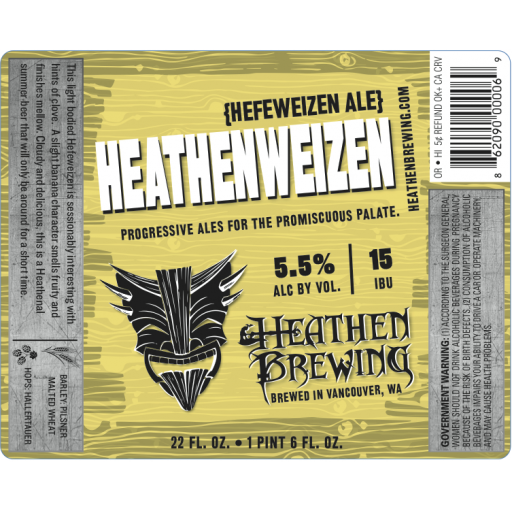 This light bodied Hefeweizen is sessionably interesting with
hints of clove. A slight banana character smells fruity and
finishes mellow. Cloudy and delicious, this is a Heathenal
summer-beer that will only be around for a short time.
BARLEY: PILSNER
MALTED WHEAT
HOPS: HALLERTAUER
{HEFEWEIZEN ALE}
HEATHENWEIZEN
HEATHENBREWING.COM
PROGRESSIVE ALES FOR THE PROMISCUOUS PALATE.
5.5%
ALC BY VOL.
15
IBU
HEATHEN
BREWING
BREWED IN VANCOUVER, WA
22 FL. OZ. • 1 PINT 6 FL. OZ.
8 62090 00006 9
OR • HI 5¢ REFUND OK+ CA CRV
GOVERNMENT WARNING: (1) ACCORDING TO THE SURGEON GENERAL,
WOMEN SHOULD NOT DRINK ALCOHOLIC BEVERAGES DURING PREGNANCY
BECAUSE OF THE RISK OF BIRTH DEFECTS. (2) CONSUMPTION OF ALCOHOLIC
BEVERAGES IMPAIRS YOUR ABILITY TO DRIVE A CAR OR OPERATE MACHINERY,
AND MAY CAUSE HEALTH PROBLEMS.